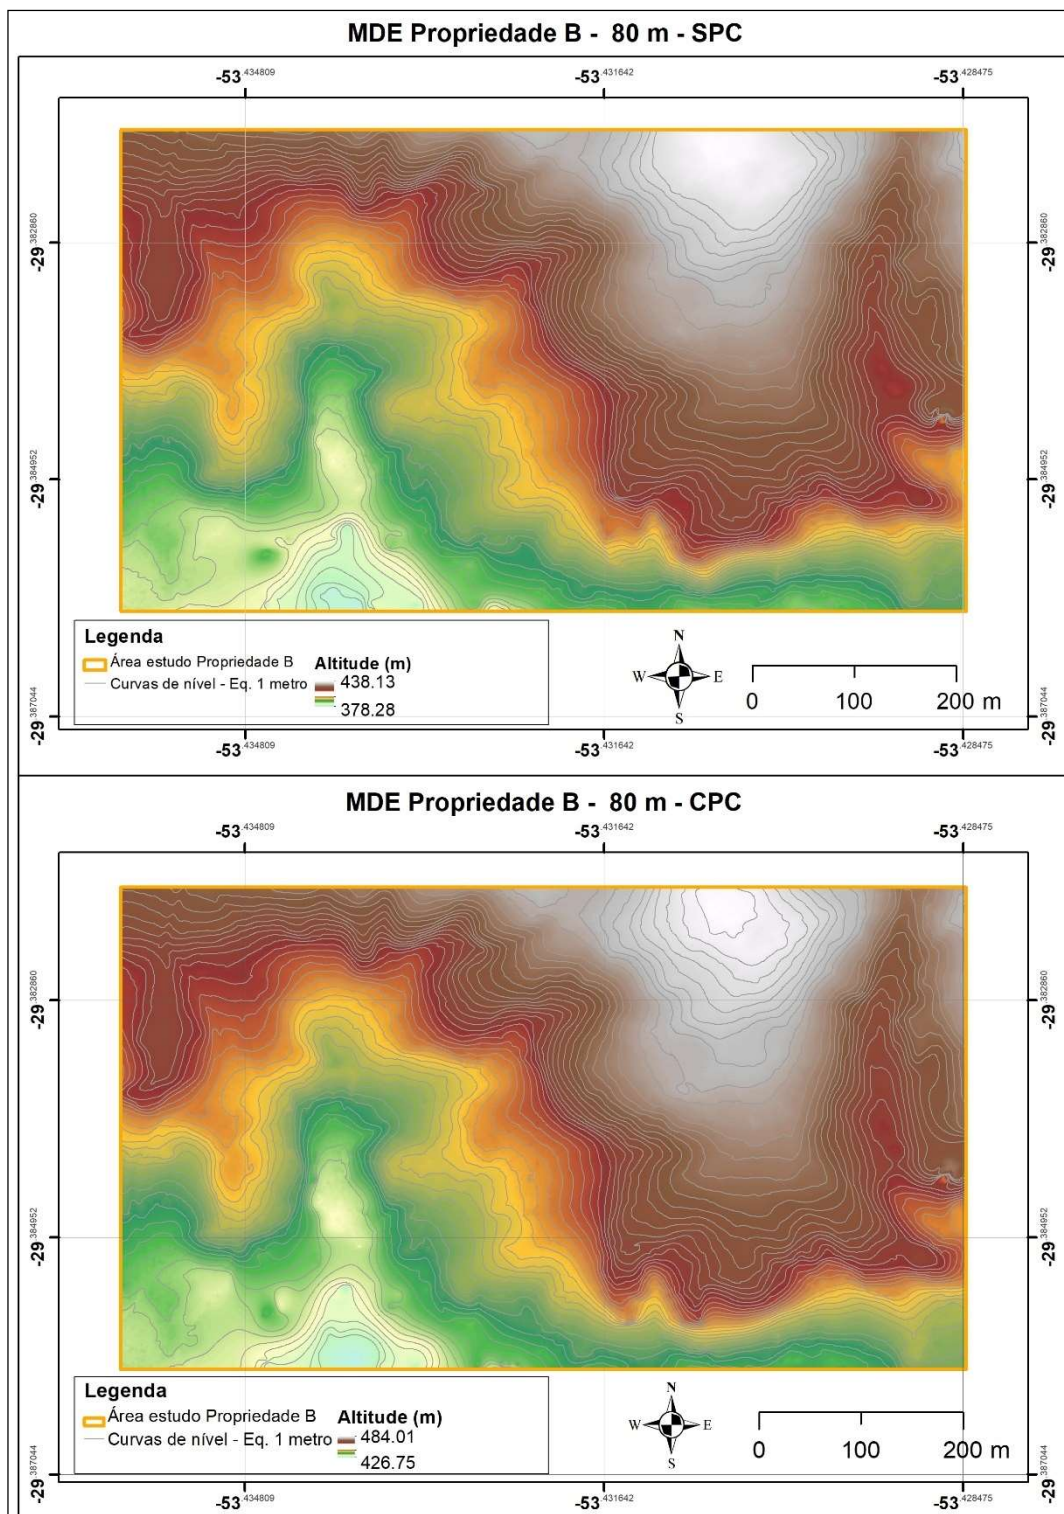 MDE Propriedade B - 80 m - SPC
-53.434809 -53.431642 -53.428475
-29.382860 -29.382860
-29.384952 -29.384952
-29.387044 -29.387044
Legenda
Área estudo Propriedade B
Curvas de nível - Eq. 1 metro
Altitude (m)
438.13
378.28
N
W E
S
0 100 200 m
-53.434809 -53.431642 -53.428475
MDE Propriedade B - 80 m - CPC
-53.434809 -53.431642 -53.428475
-29.382860 -29.382860
-29.384952 -29.384952
-29.387044 -29.387044
Legenda
Área estudo Propriedade B
Curvas de nível - Eq. 1 metro
Altitude (m)
484.01
426.75
N
W E
S
0 100 200 m
-53.434809 -53.431642 -53.428475